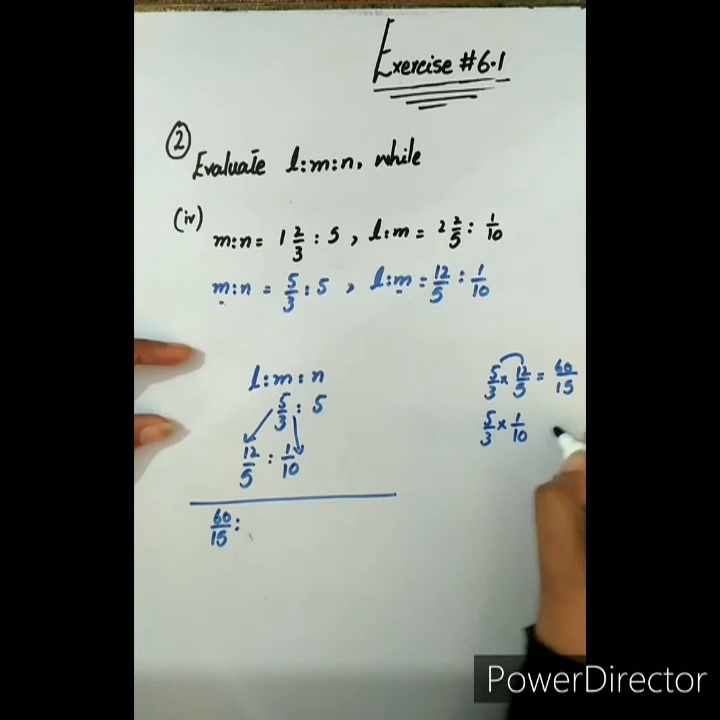 Exercise #6.1
② Evaluate l:m:n, while
(iv) m:n = 1 2/3 : 5 , l:m = 2 2/5 : 1/10
m:n = 5/3 : 5 , l:m = 12/5 : 1/10
l:m:n
5/3 : 5
12/5 : 1/10
60/15 :
5/3 × 12/5 = 60/15
5/3 × 1/10
PowerDirector